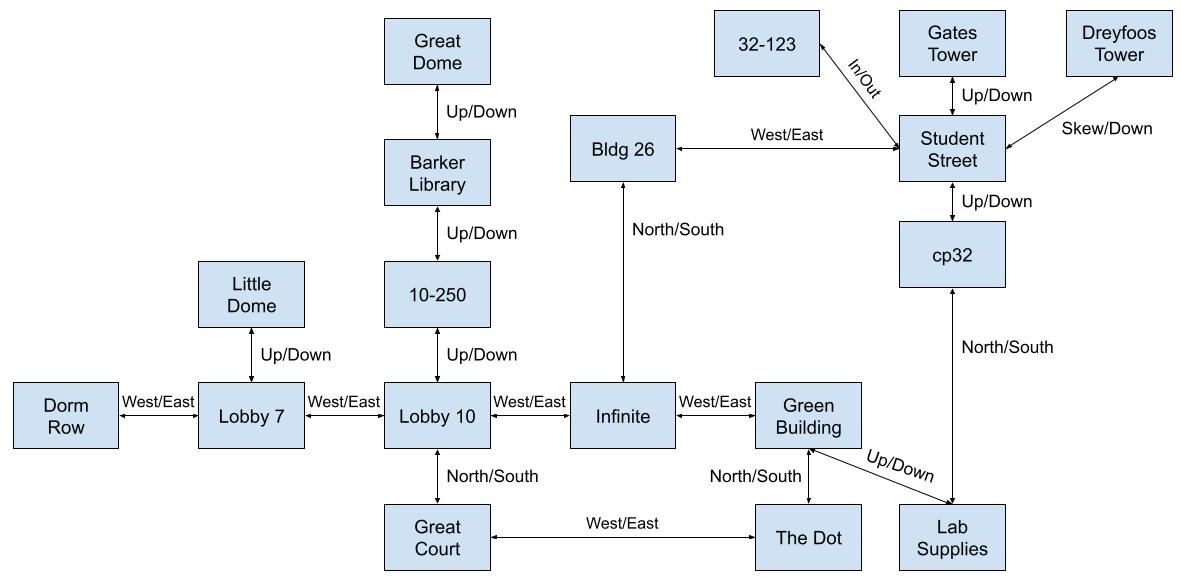 Great
Dome
32-123
Gates
Tower
Dreyfoos
Tower
In/Out
Up/Down
Up/Down
Skew/Down
Barker
Library
Bldg 26
West/East
Student
Street
Up/Down
Up/Down
North/South
Little
Dome
10-250
cp32
Up/Down
Up/Down
North/South
Dorm
Row
West/East
Lobby 7
West/East
Lobby 10
West/East
Infinite
West/East
Green
Building
North/South
North/South
Up/Down
Great
Court
West/East
The Dot
Lab
Supplies